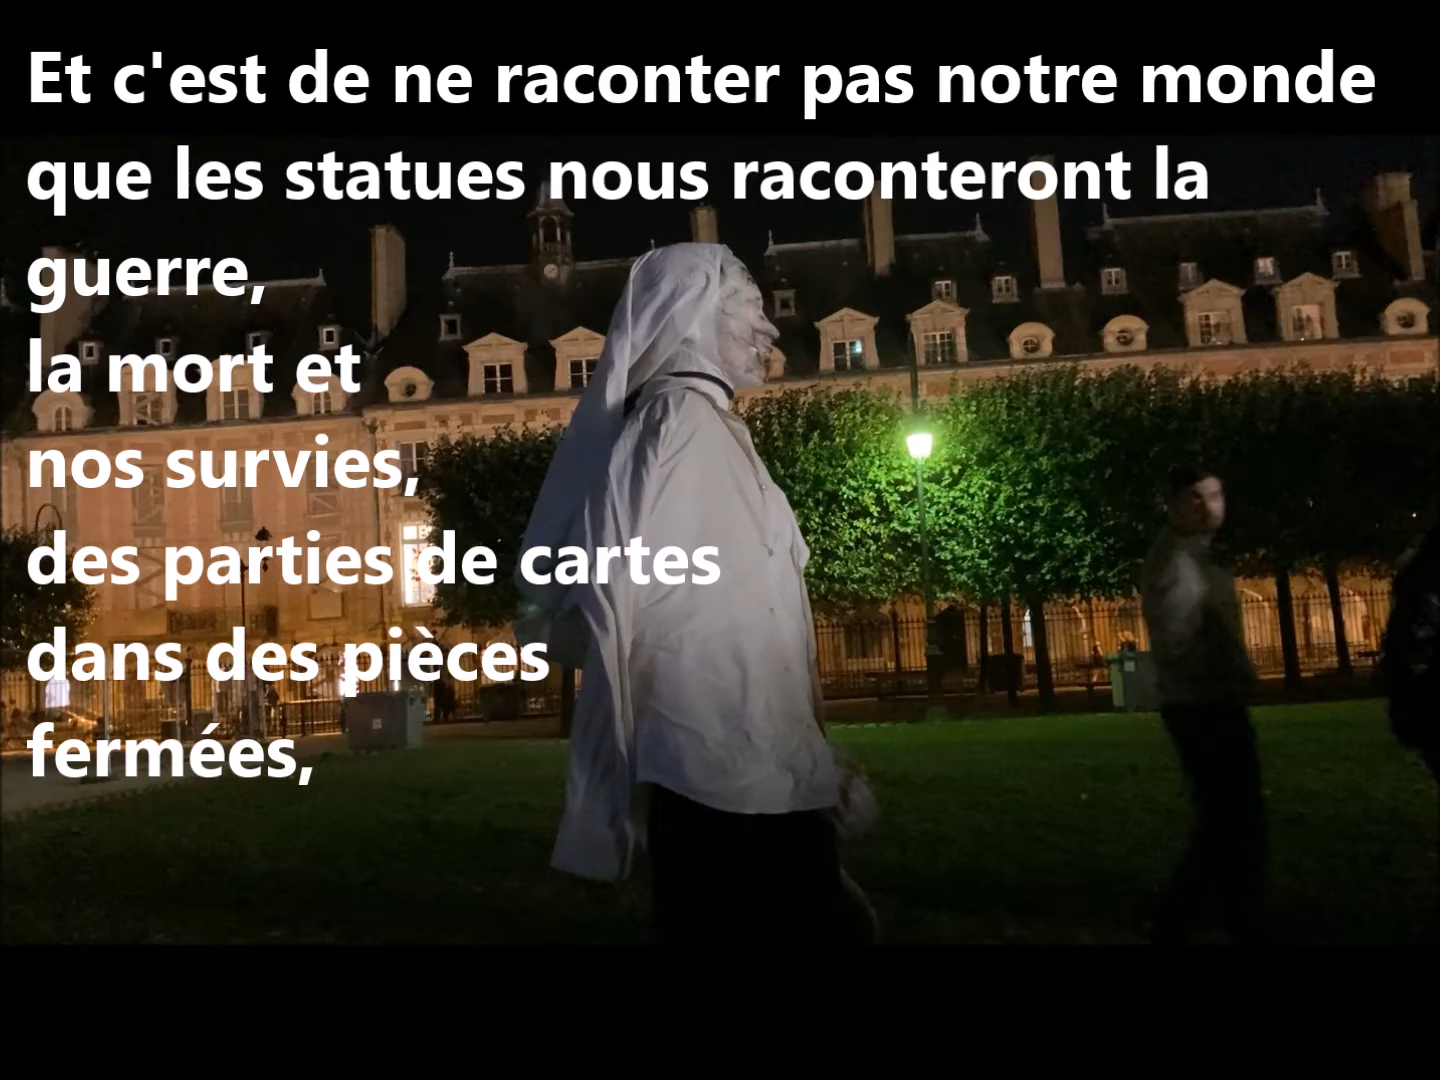 Et c'est de ne raconter pas notre monde
que les statues nous raconteront la
guerre,
la mort et
nos survies,
des parties de cartes
dans des pièces
fermées,